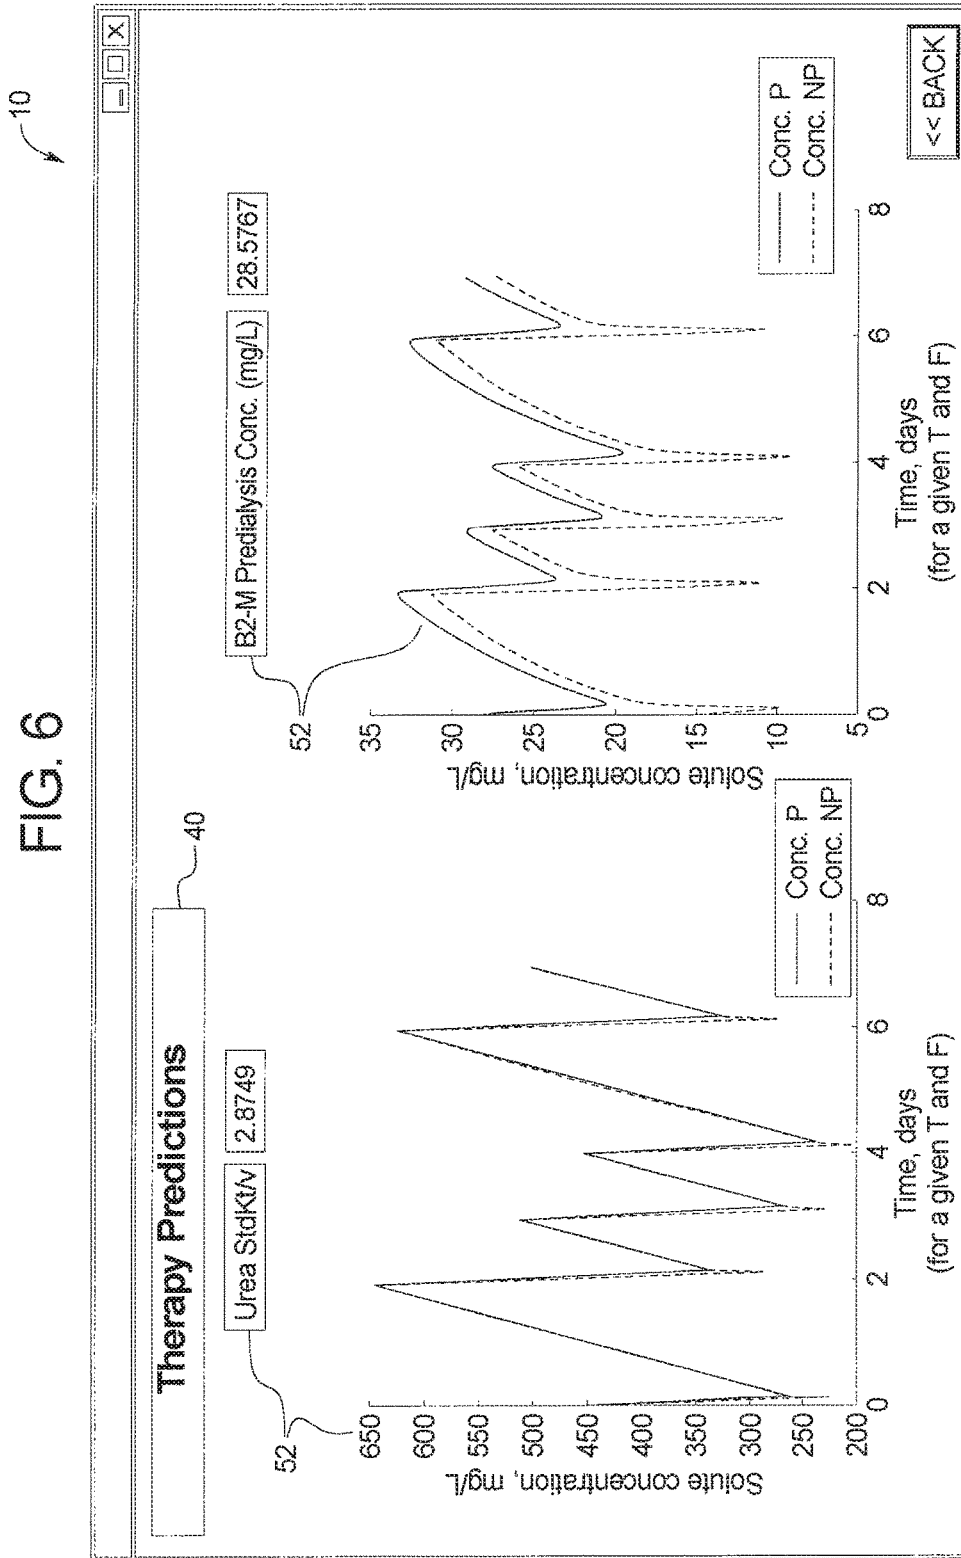 FIG. 6
10
Therapy Predictions
40
52
Urea StdKt/v 2.8749
650
600
550
500
450
400
350
300
250
200
Solute concentration, mg/L
0 2 4 6 8
Time, days
(for a given T and F)
Conc. P
Conc. NP
52
B2-M Predialysis Conc. (mg/L) 28.5767
35
30
25
20
15
10
5
Solute concentration, mg/L
0 2 4 6 8
Time, days
(for a given T and F)
Conc. P
Conc. NP
<< BACK